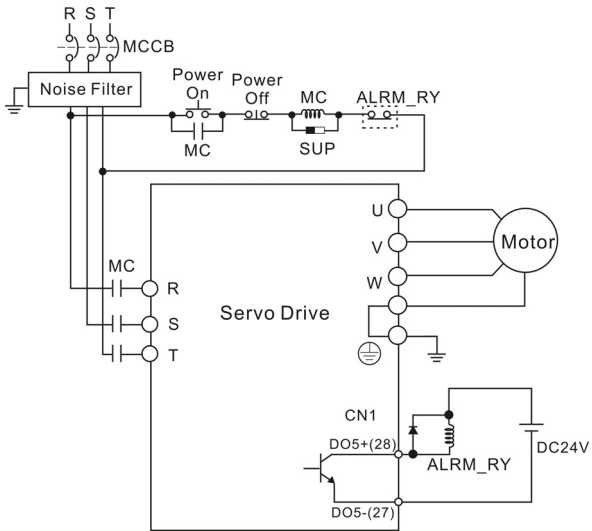 R S T
MCCB
Noise Filter
Power
On
Power
Off
MC
ALRM_RY
MC
SUP
U
V
W
Motor
MC
R
S
T
Servo Drive
CN1
DO5+(28)
ALRM_RY
DC24V
DO5-(27)